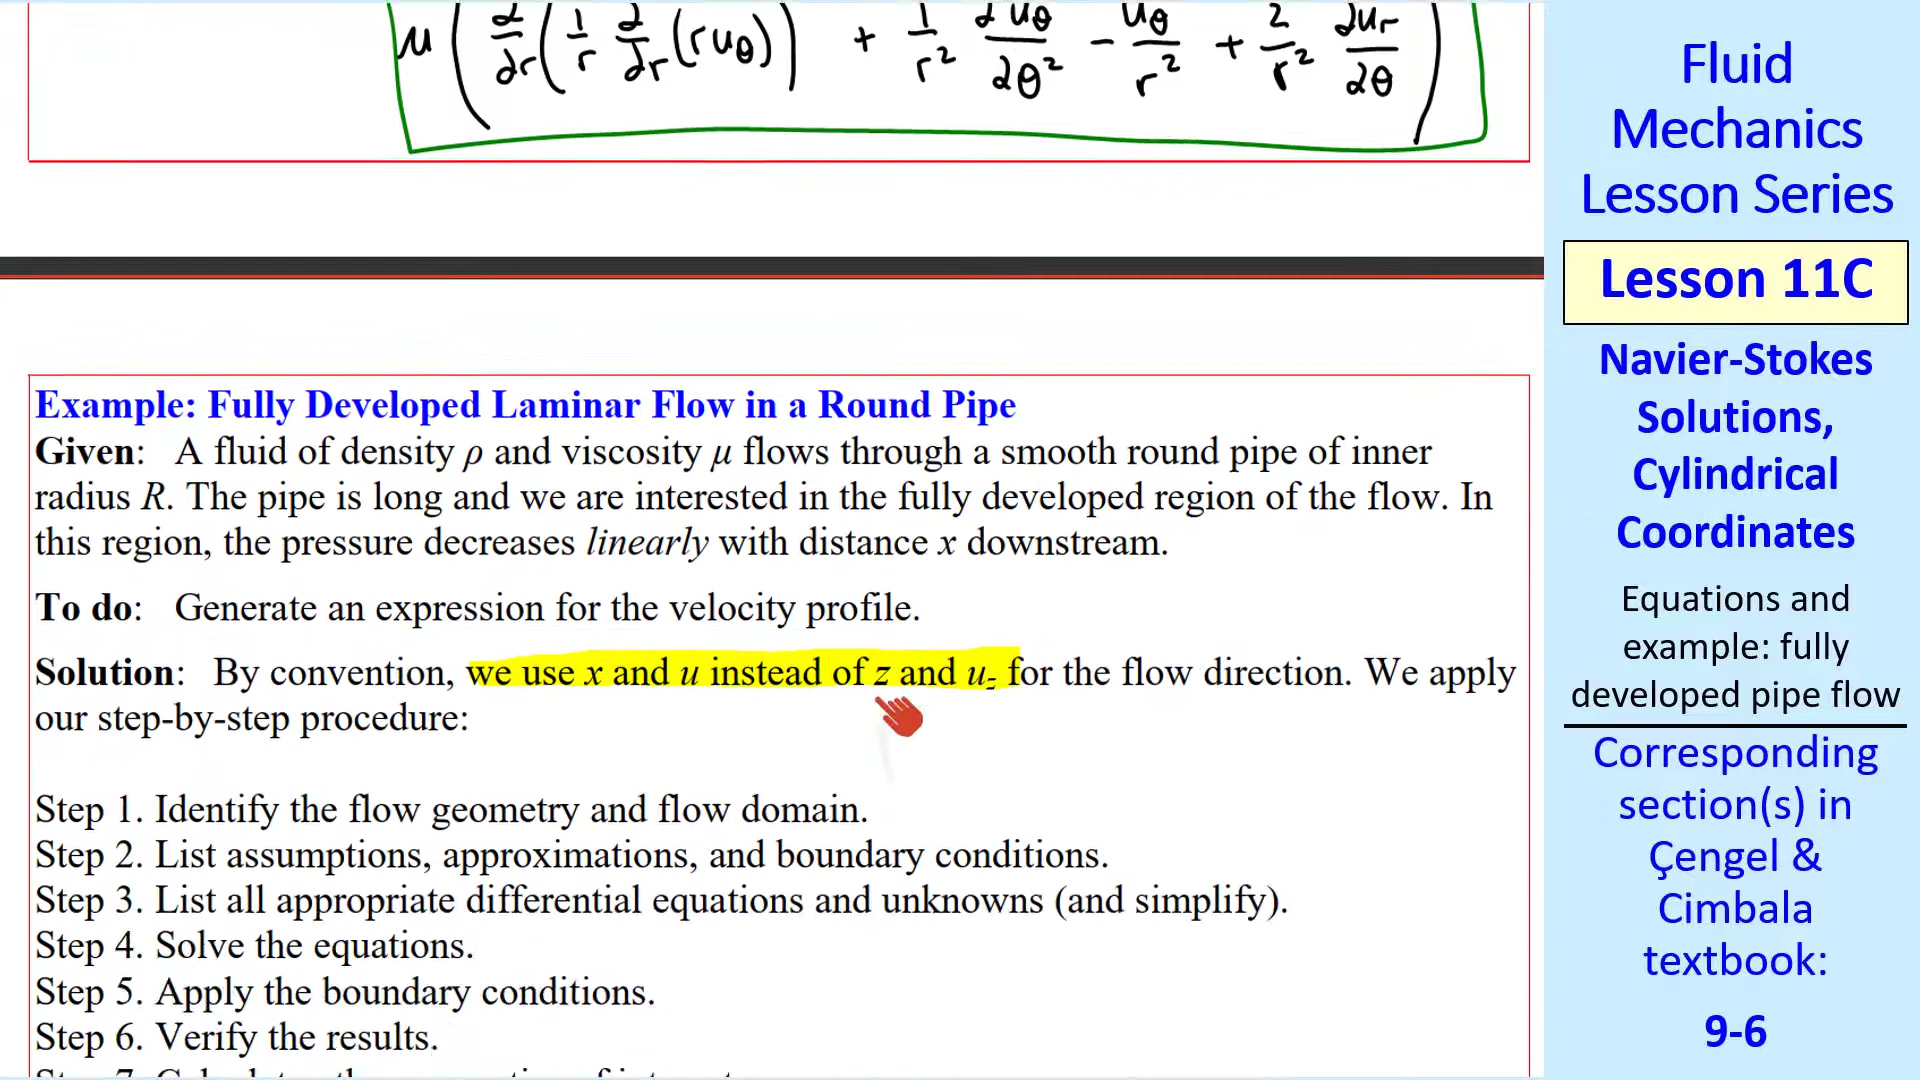 μ(∂/∂r(1/r ∂/∂r(r uθ)) + 1/r² ∂uθ/∂θ² − uθ/r² + 2/r² ∂ur/∂θ)
Example: Fully Developed Laminar Flow in a Round Pipe
Given: A fluid of density ρ and viscosity μ flows through a smooth round pipe of inner
radius R. The pipe is long and we are interested in the fully developed region of the flow. In
this region, the pressure decreases linearly with distance x downstream.
To do: Generate an expression for the velocity profile.
Solution: By convention, we use x and u instead of z and uz for the flow direction. We apply
our step-by-step procedure:
Step 1. Identify the flow geometry and flow domain.
Step 2. List assumptions, approximations, and boundary conditions.
Step 3. List all appropriate differential equations and unknowns (and simplify).
Step 4. Solve the equations.
Step 5. Apply the boundary conditions.
Step 6. Verify the results.
Fluid
Mechanics
Lesson Series
Lesson 11C
Navier-Stokes
Solutions,
Cylindrical
Coordinates
Equations and
example: fully
developed pipe flow
Corresponding
section(s) in
Çengel &
Cimbala
textbook:
9-6